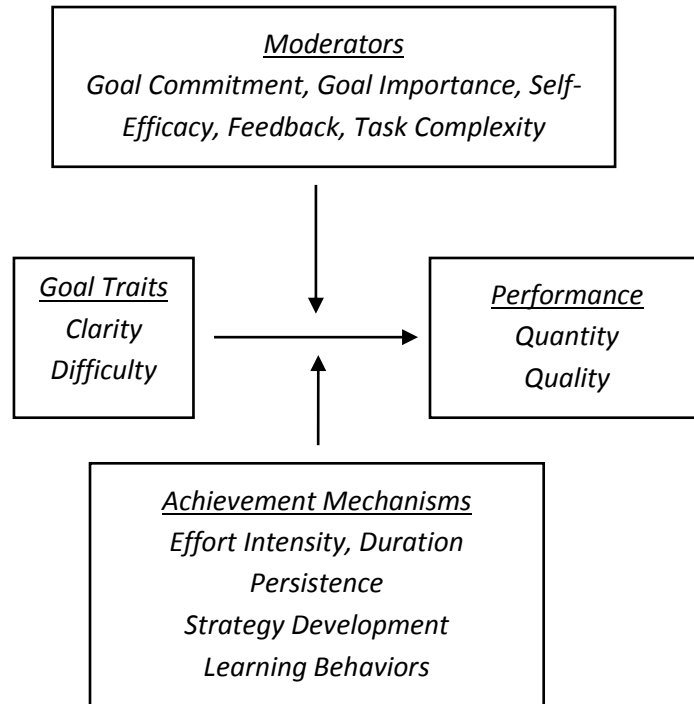 Moderators
Goal Commitment, Goal Importance, Self-
Efficacy, Feedback, Task Complexity
Goal Traits
Clarity
Difficulty
Performance
Quantity
Quality
Achievement Mechanisms
Effort Intensity, Duration
Persistence
Strategy Development
Learning Behaviors